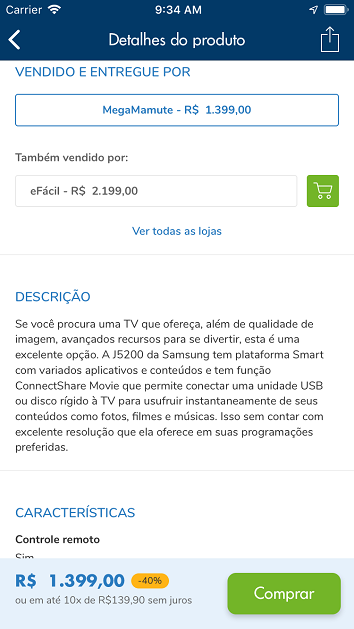 Carrier 9:34 AM
Detalhes do produto
VENDIDO E ENTREGUE POR
MegaMamute - R$ 1.399,00
Também vendido por:
eFácil - R$ 2.199,00
Ver todas as lojas
DESCRIÇÃO
Se você procura uma TV que ofereça, além de qualidade de
imagem, avançados recursos para se divertir, esta é uma
excelente opção. A J5200 da Samsung tem plataforma Smart
com variados aplicativos e conteúdos e tem função
ConnectShare Movie que permite conectar uma unidade USB
ou disco rígido à TV para usufruir instantaneamente de seus
conteúdos como fotos, filmes e músicas. Isso sem contar com
excelente resolução que ela oferece em suas programações
preferidas.
CARACTERÍSTICAS
Controle remoto
Sim
R$ 1.399,00 -40%
ou em até 10x de R$139,90 sem juros
Comprar